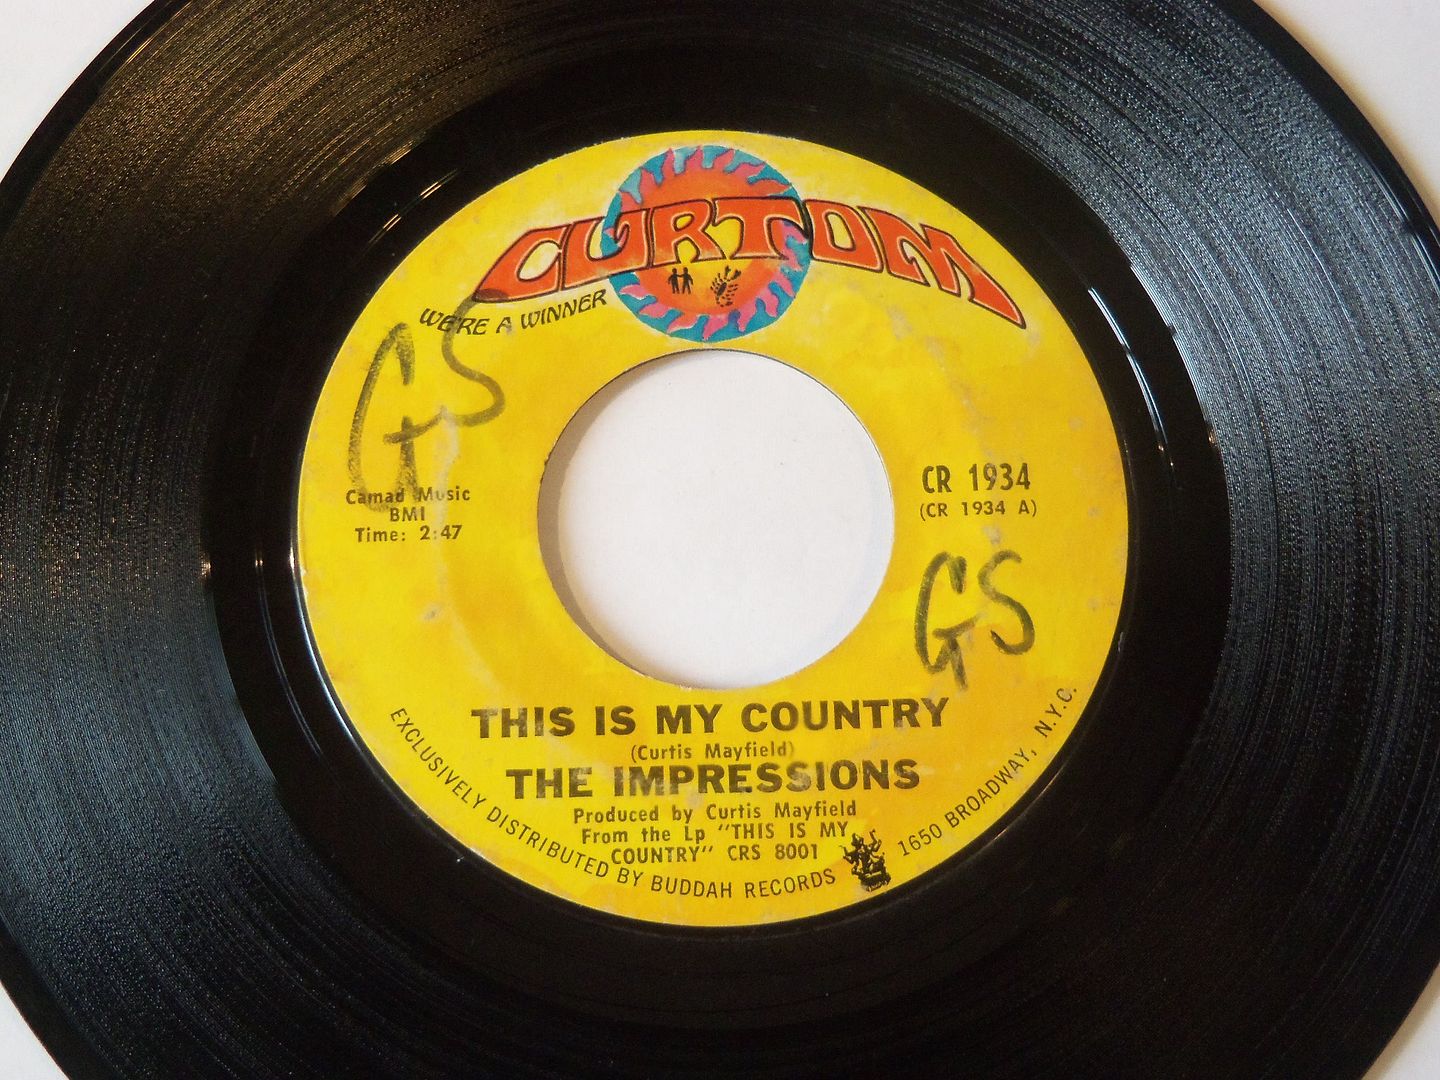 CURTOM
WE'RE A WINNER
GS
Camad Music
BMI
Time: 2:47
CR 1934
(CR 1934 A)
GS
THIS IS MY COUNTRY
(Curtis Mayfield)
THE IMPRESSIONS
Produced by Curtis Mayfield
From the Lp "THIS IS MY
COUNTRY" CRS 8001
EXCLUSIVELY DISTRIBUTED BY BUDDAH RECORDS 1650 BROADWAY, N.Y.C.